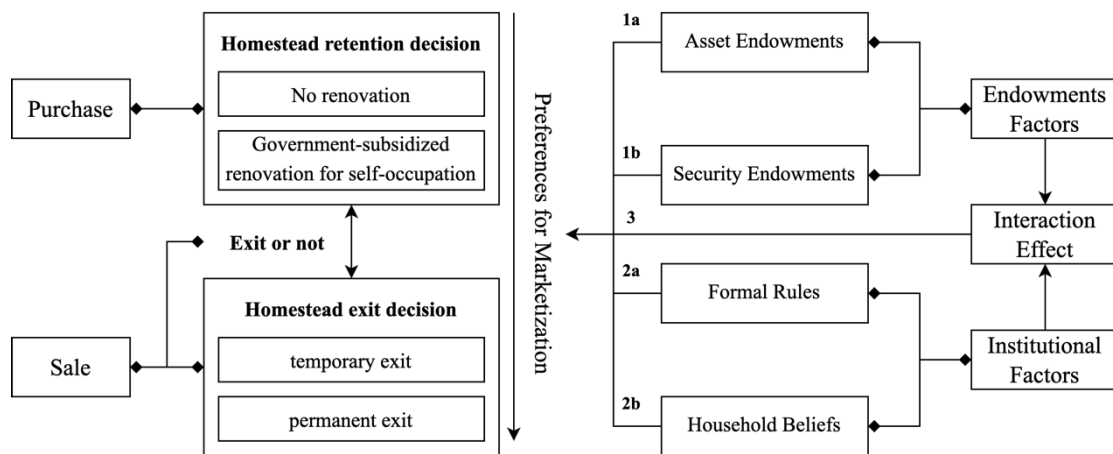 Homestead retention decision
No renovation
Government-subsidized
renovation for self-occupation
Purchase
Exit or not
Homestead exit decision
temporary exit
permanent exit
Sale
Preferences for Marketization
1a
Asset Endowments
1b
Security Endowments
3
2a
Formal Rules
2b
Household Beliefs
Endowments
Factors
Interaction
Effect
Institutional
Factors